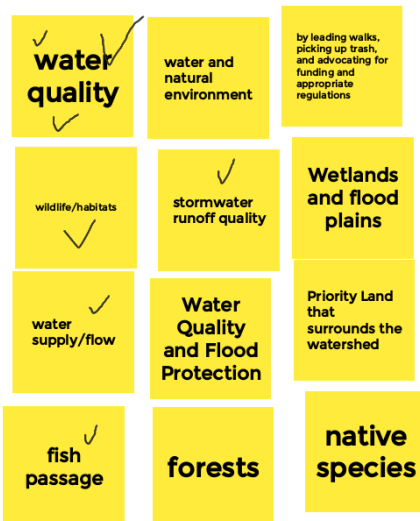 water
quality
water and
natural
environment
by leading walks,
picking up trash,
and advocating for
funding and
appropriate
regulations
wildlife/habitats
stormwater
runoff quality
Wetlands
and flood
plains
water
supply/flow
Water
Quality
and Flood
Protection
Priority Land
that
surrounds the
watershed
fish
passage
forests
native
species